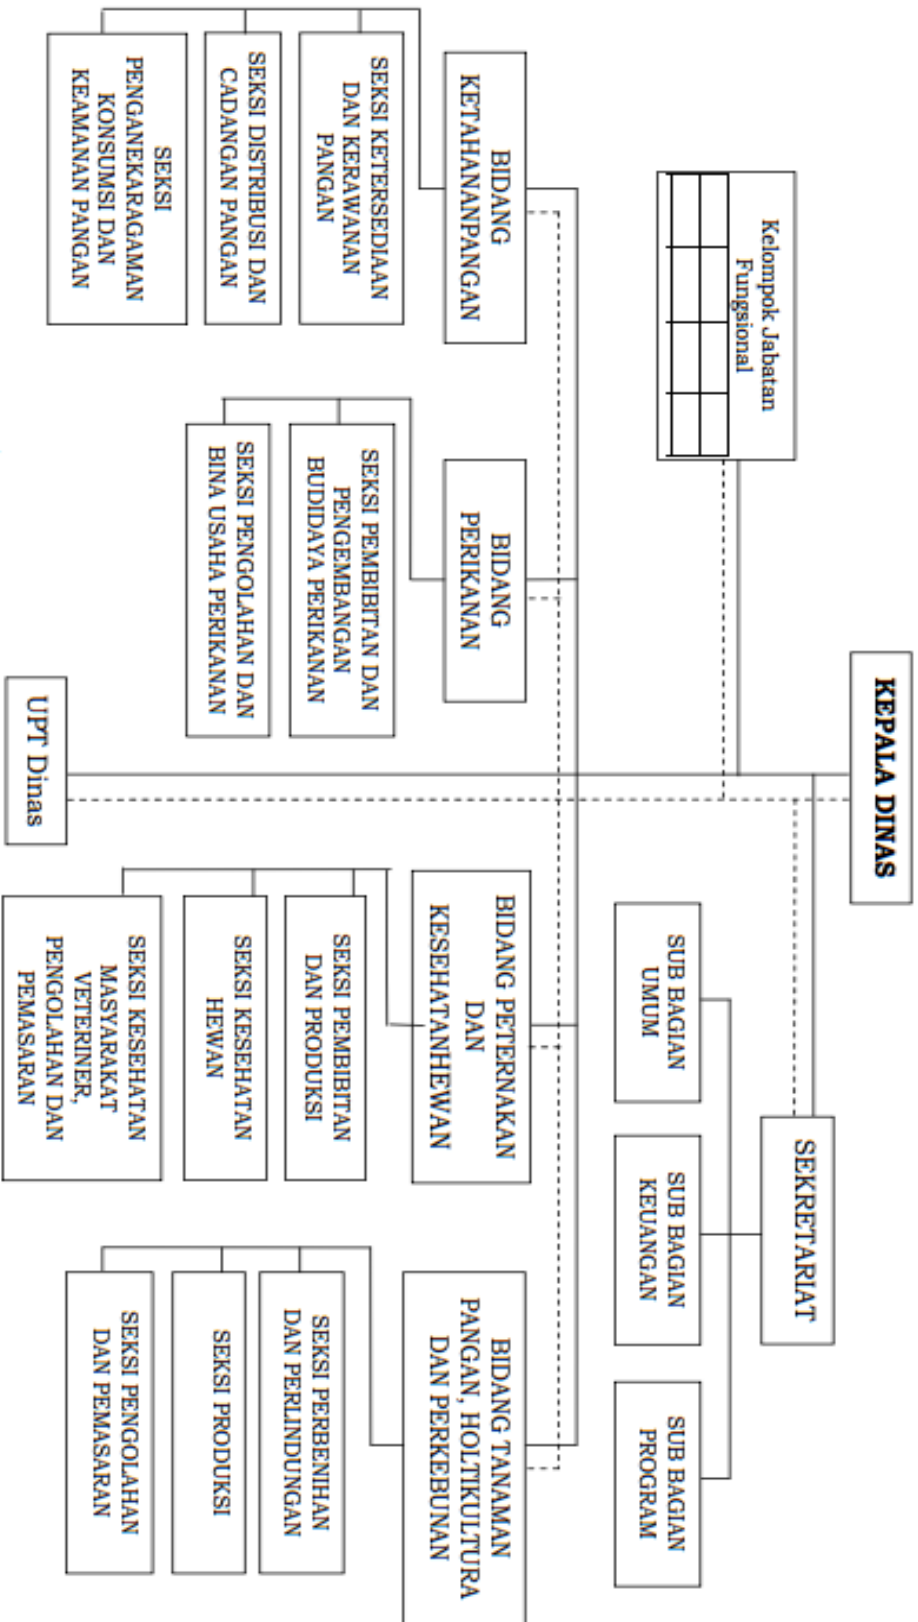 KEPALA DINAS
Kelompok Jabatan
Fungsional
SEKRETARIAT
SUB BAGIAN
UMUM
SUB BAGIAN
KEUANGAN
SUB BAGIAN
PROGRAM
BIDANG
KETAHANANPANGAN
SEKSI KETERSEDIAAN
DAN KERAWANAN
PANGAN
SEKSI DISTRIBUSI DAN
CADANGAN PANGAN
SEKSI
PENGANEKARAGAMAN
KONSUMSI DAN
KEAMANAN PANGAN
BIDANG
PERIKANAN
SEKSI PEMBIBITAN DAN
PENGEMBANGAN
BUDIDAYA PERIKANAN
SEKSI PENGOLAHAN DAN
BINA USAHA PERIKANAN
UPT Dinas
BIDANG PETERNAKAN
DAN
KESEHATANHEWAN
SEKSI PEMBIBITAN
DAN PRODUKSI
SEKSI KESEHATAN
HEWAN
SEKSI KESEHATAN
MASYARAKAT
VETERINER,
PENGOLAHAN DAN
PEMASARAN
BIDANG TANAMAN
PANGAN, HOLTIKULTURA
DAN PERKEBUNAN
SEKSI PERBENIHAN
DAN PERLINDUNGAN
SEKSI PRODUKSI
SEKSI PENGOLAHAN
DAN PEMASARAN